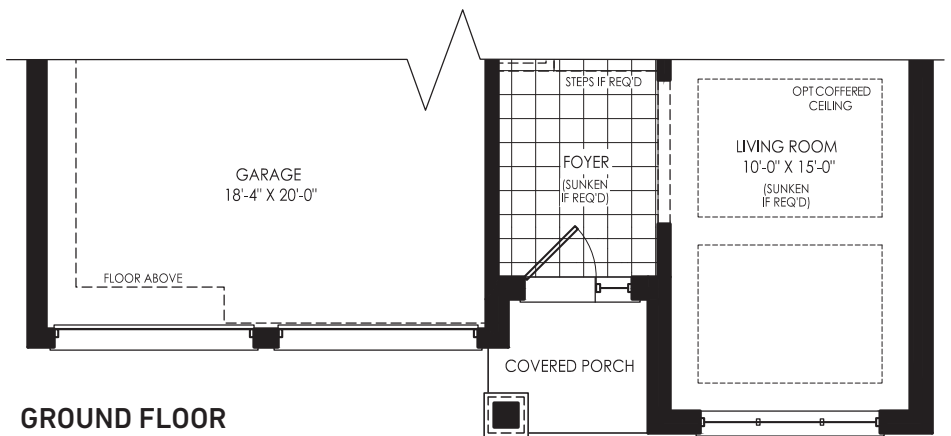 STEPS IF REQ'D
OPT COFFERED
CEILING
GARAGE
18'-4" X 20'-0"
FOYER
(SUNKEN
IF REQ'D)
LIVING ROOM
10'-0" X 15'-0"
(SUNKEN
IF REQ'D)
FLOOR ABOVE
COVERED PORCH
GROUND FLOOR